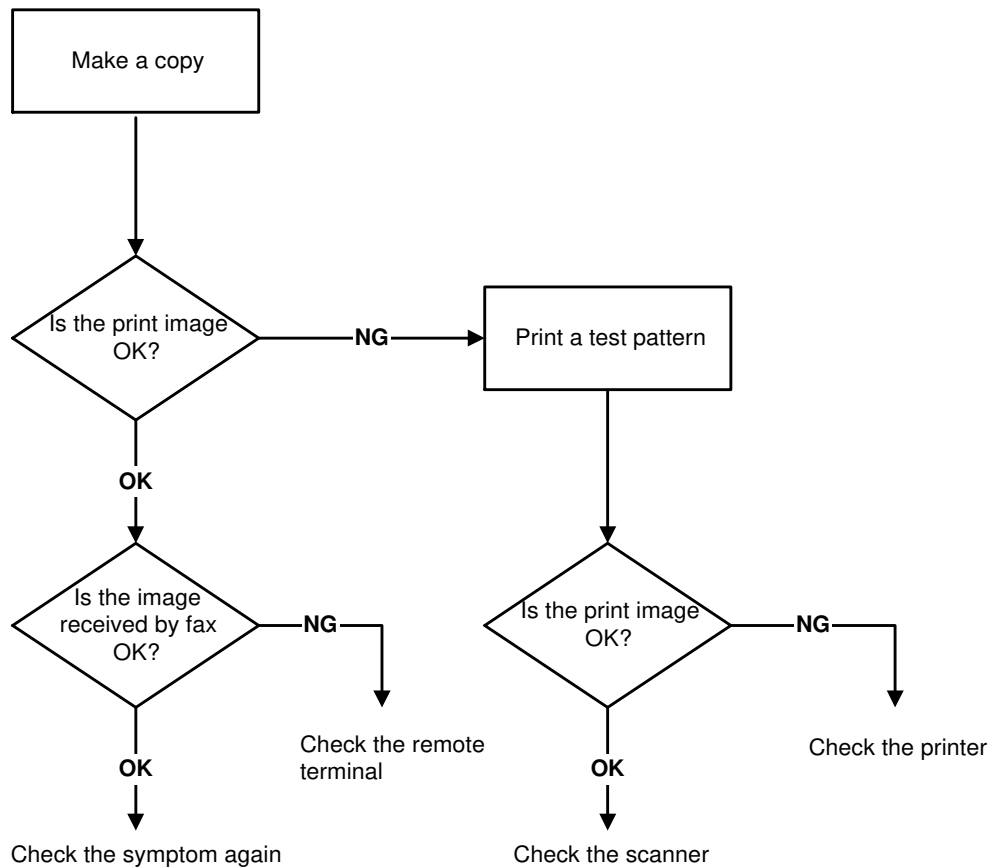 Make a copy
Is the print image
OK?
NG
Print a test pattern
OK
Is the image
received by fax
OK?
NG
Is the print image
OK?
NG
Check the remote
terminal
Check the printer
OK
OK
Check the symptom again
Check the scanner